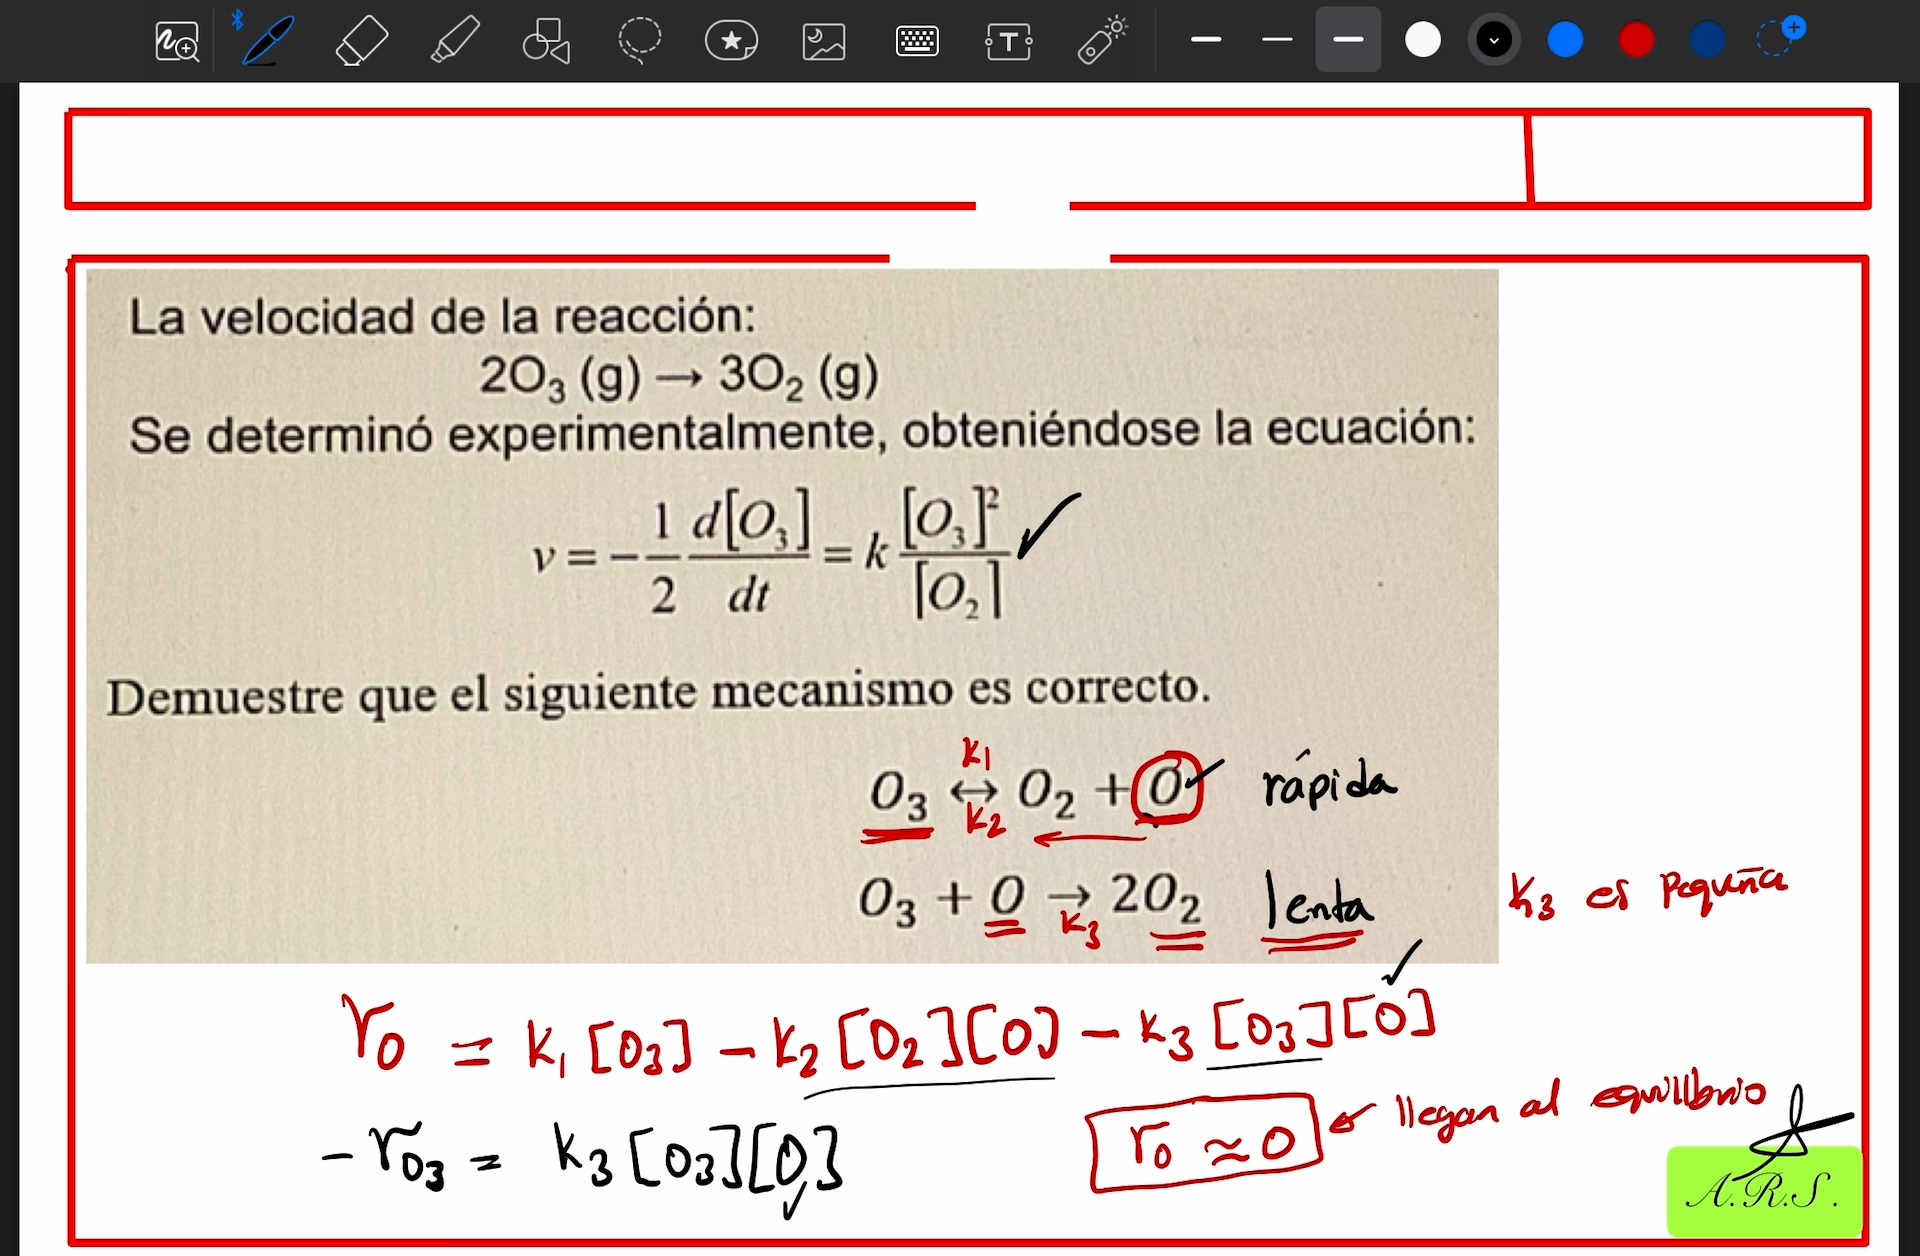 La velocidad de la reacción:
2O₃ (g) → 3O₂ (g)
Se determinó experimentalmente, obteniéndose la ecuación:
v = - 1/2 d[O₃]/dt = k [O₃]²/[O₂] ✓
Demuestre que el siguiente mecanismo es correcto.
k₁
O₃ ↔ O₂ + O ✓ rápida
k₂
O₃ + O → 2O₂ lenta k₃ es pequeña
k₃
r₀ = k₁ [O₃] - k₂ [O₂][O] - k₃ [O₃][O] ✓
r₀ ≈ 0 ← llegan al equilibrio
- r_O₃ = k₃ [O₃][O] ✓
A.R.S.